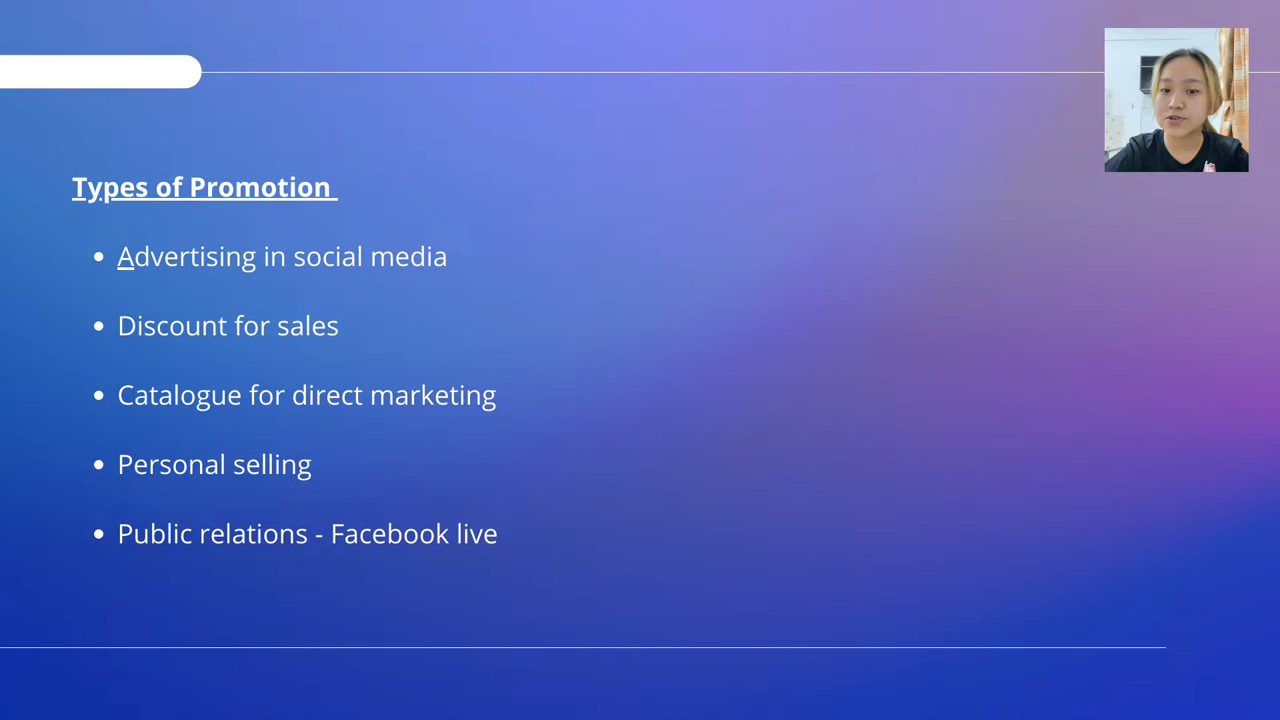 Types of Promotion
Advertising in social media
Discount for sales
Catalogue for direct marketing
Personal selling
Public relations - Facebook live